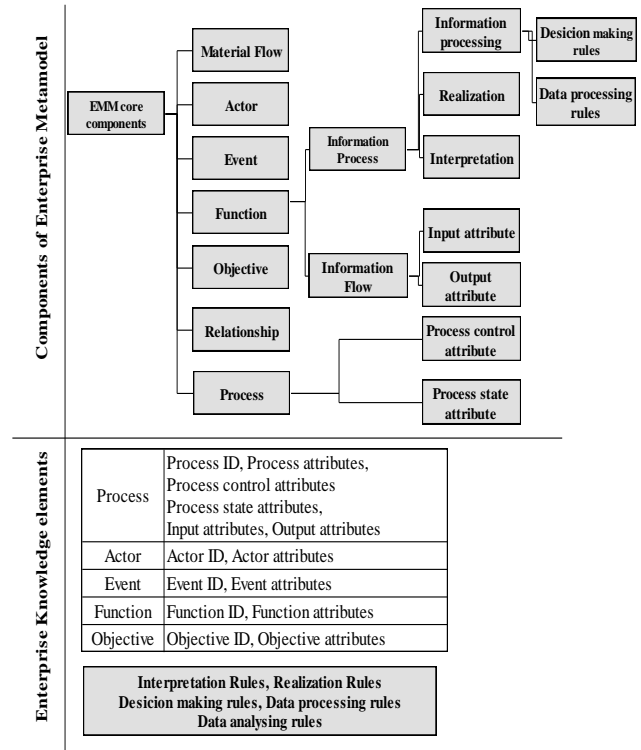 Components of Enterprise Metamodel
EMM core
components
Material Flow
Actor
Event
Function
Objective
Relationship
Process
Information
Process
Information
Flow
Information
processing
Realization
Interpretation
Input attribute
Output
attribute
Process control
attribute
Process state
attribute
Desicion making
rules
Data processing
rules
Enterprise Knowledge elements
Process
Process ID, Process attributes,
Process control attributes
Process state attributes,
Input attributes, Output attributes
Actor
Actor ID, Actor attributes
Event
Event ID, Event attributes
Function
Function ID, Function attributes
Objective
Objective ID, Objective attributes
Interpretation Rules, Realization Rules
Desicion making rules, Data processing rules
Data analysing rules